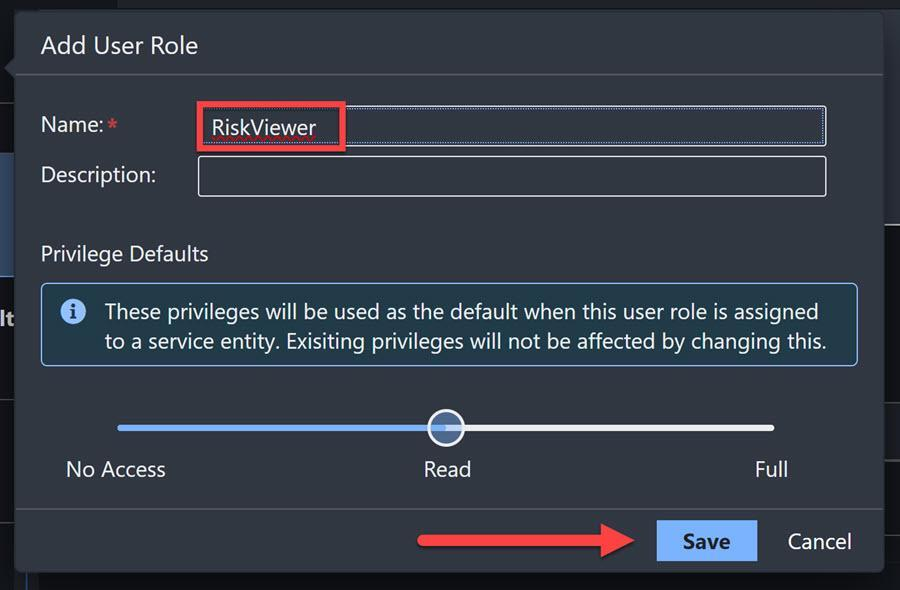 Add User Role
Name:*
RiskViewer
Description:
Privilege Defaults
These privileges will be used as the default when this user role is assigned
to a service entity. Exisiting privileges will not be affected by changing this.
No Access
Read
Full
Save
Cancel